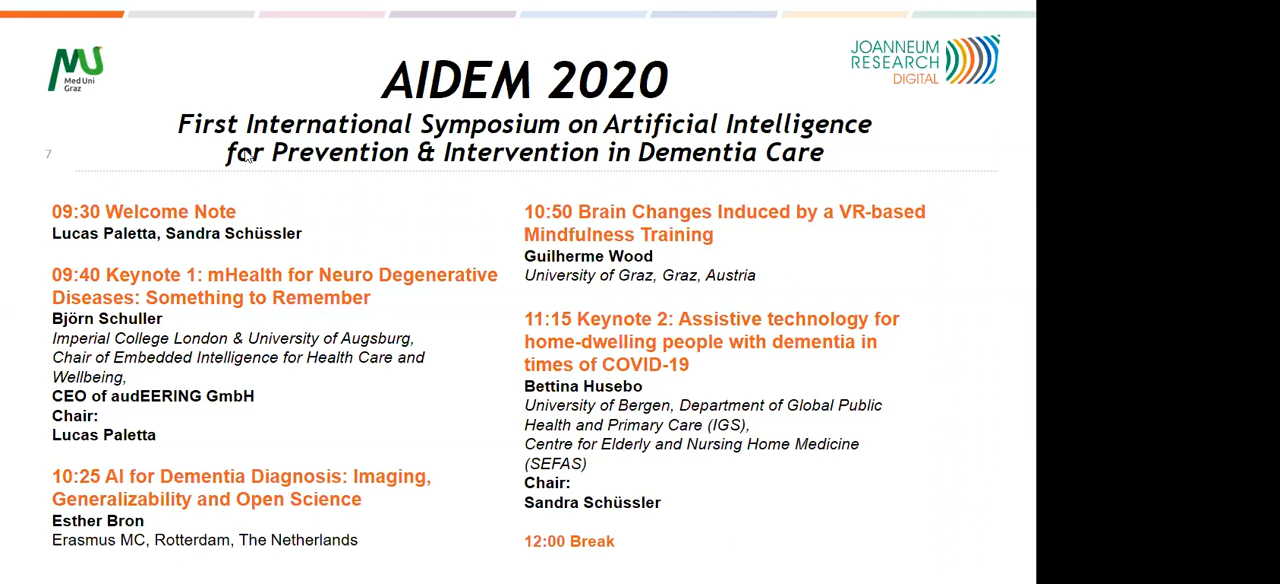 MU
Med Uni
Graz
JOANNEUM
RESEARCH
DIGITAL
AIDEM 2020
First International Symposium on Artificial Intelligence
for Prevention & Intervention in Dementia Care
7
09:30 Welcome Note
Lucas Paletta, Sandra Schüssler
09:40 Keynote 1: mHealth for Neuro Degenerative
Diseases: Something to Remember
Björn Schuller
Imperial College London & University of Augsburg,
Chair of Embedded Intelligence for Health Care and
Wellbeing,
CEO of audEERING GmbH
Chair:
Lucas Paletta
10:25 AI for Dementia Diagnosis: Imaging,
Generalizability and Open Science
Esther Bron
Erasmus MC, Rotterdam, The Netherlands
10:50 Brain Changes Induced by a VR-based
Mindfulness Training
Guilherme Wood
University of Graz, Graz, Austria
11:15 Keynote 2: Assistive technology for
home-dwelling people with dementia in
times of COVID-19
Bettina Husebo
University of Bergen, Department of Global Public
Health and Primary Care (IGS),
Centre for Elderly and Nursing Home Medicine
(SEFAS)
Chair:
Sandra Schüssler
12:00 Break